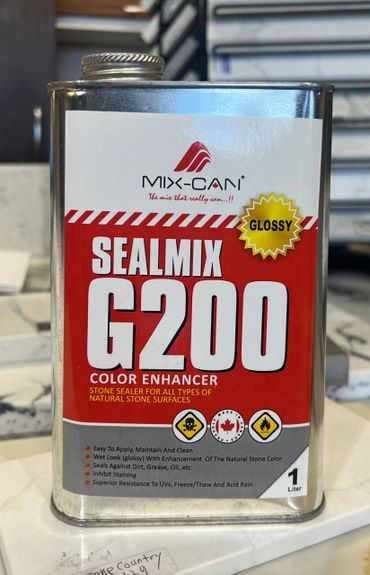 MIX-CAN®
The mix that really can...!!
GLOSSY
SEALMIX
G200
COLOR ENHANCER
STONE SEALER FOR ALL TYPES OF
NATURAL STONE SURFACES
Easy To Apply, Maintain And Clean
Wet Look (glossy) With Enhancement Of The Natural Stone Color
Seals Against Dirt, Grease, Oil..etc.
Inhibit Staining
Superior Resistance To UVs, Freeze/Thaw And Acid Rain
1
Liter
Country